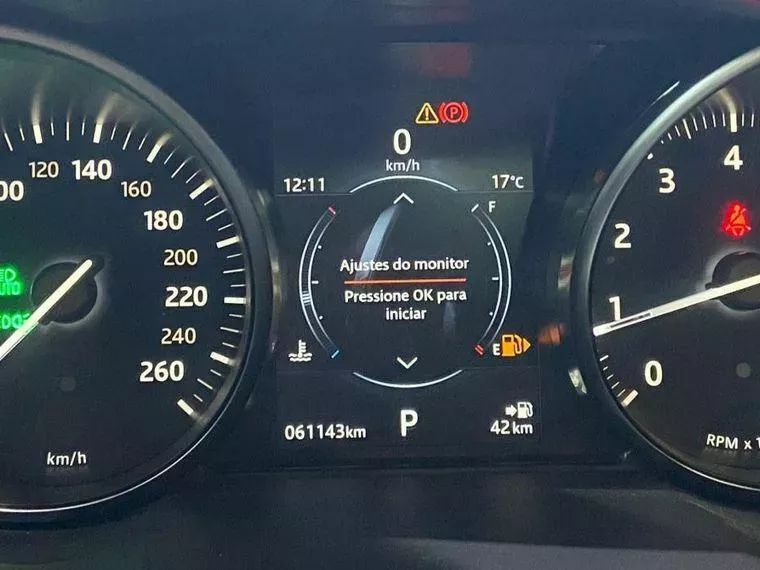 0
km/h
12:11
17°C
F
Ajustes do monitor
Pressione OK para
iniciar
E
061143km
P
42km
120
140
160
180
200
220
240
260
km/h
AUTO
4
3
2
1
0